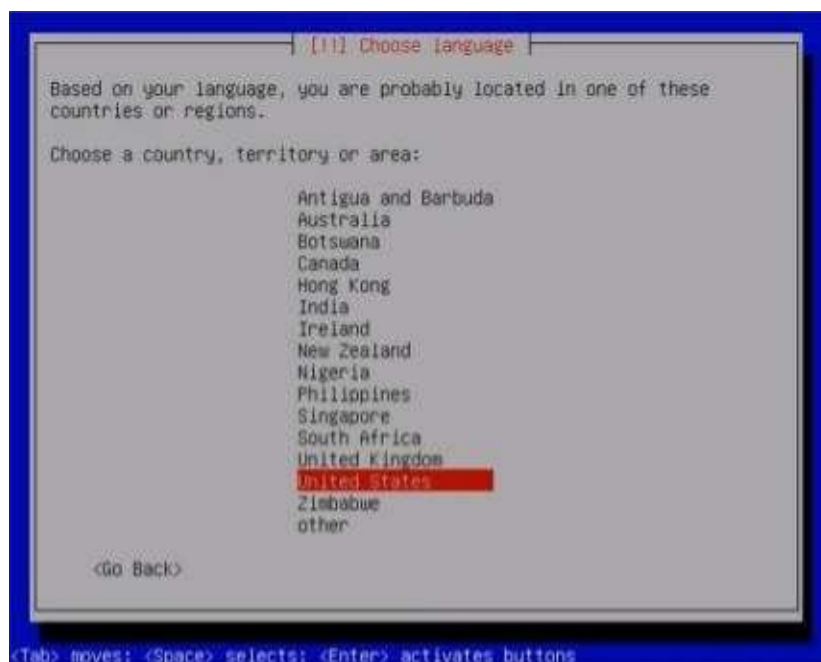 [!!] Choose language
Based on your language, you are probably located in one of these
countries or regions.
Choose a country, territory or area:
Antigua and Barbuda
Australia
Botswana
Canada
Hong Kong
India
Ireland
New Zealand
Nigeria
Philippines
Singapore
South Africa
United Kingdom
United States
Zimbabwe
other
<Go Back>
<Tab> moves; <Space> selects; <Enter> activates buttons